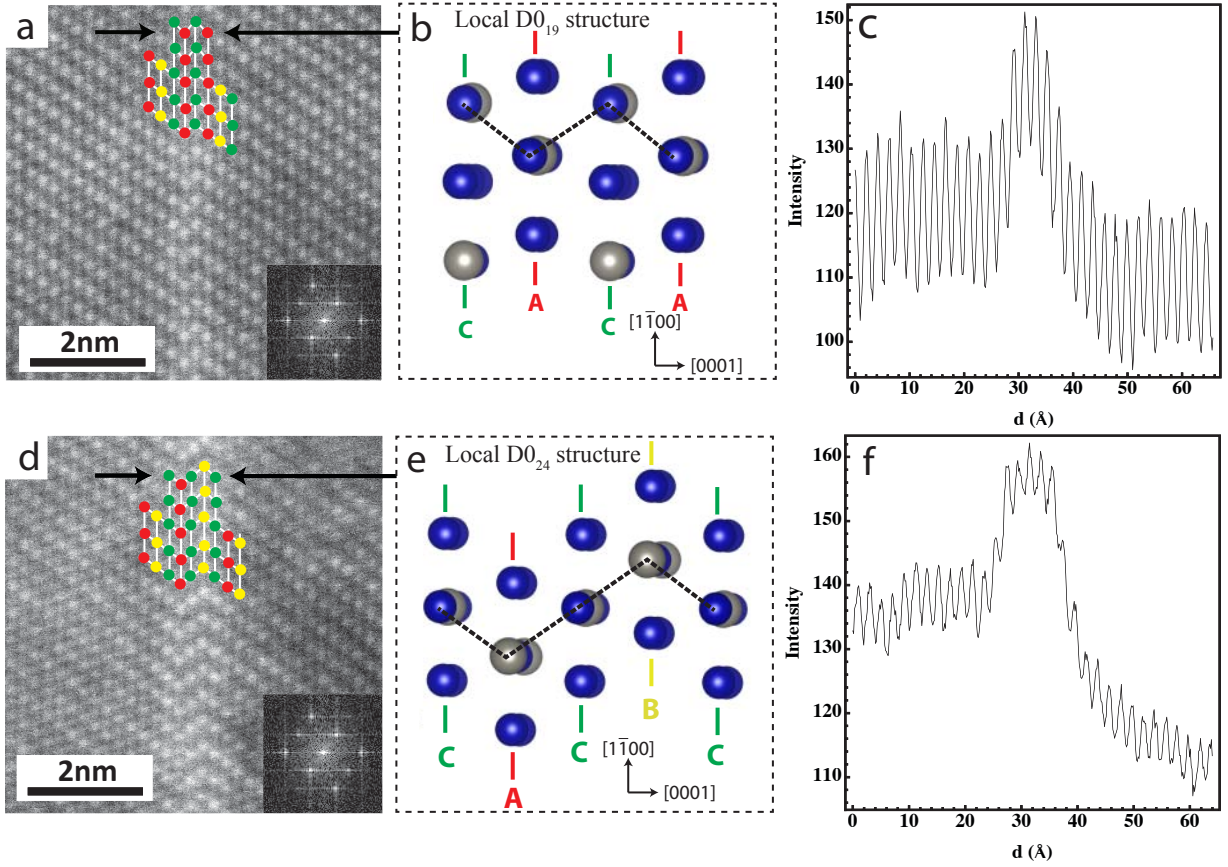 a
2nm
b
Local D0₁₉ structure
A
C
C
C
A
C
A
[11̅00]
[0001]
c
150
140
130
120
110
100
Intensity
0 10 20 30 40 50 60
d (Å)
d
2nm
e
Local D0₂₄ structure
B
C
A
C
C
B
C
C
C
A
[11̅00]
[0001]
f
160
150
140
130
120
110
Intensity
0 10 20 30 40 50 60
d (Å)